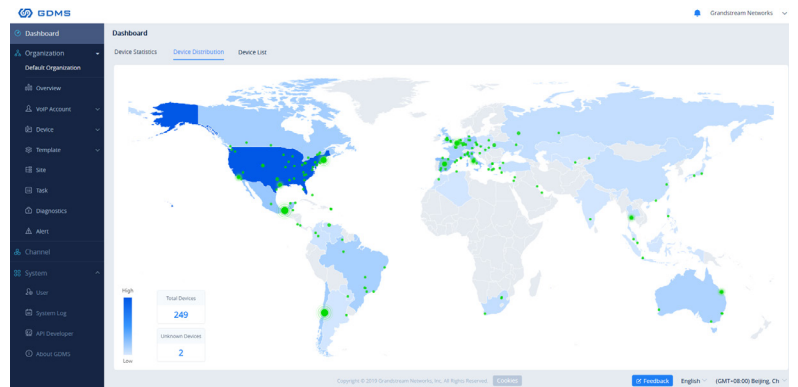 GDMS
Grandstream Networks
Dashboard
Organization
Default Organization
Overview
VoIP Account
Device
Template
Site
Task
Diagnostics
Alert
Channel
System
User
System Log
API Developer
About GDMS
Dashboard
Device Statistics
Device Distribution
Device List
High
Low
Total Devices
249
Unknown Devices
2
Copyright © 2019 Grandstream Networks, Inc. All Rights Reserved.
Cookies
Feedback
English
(GMT+08:00) Beijing, Ch